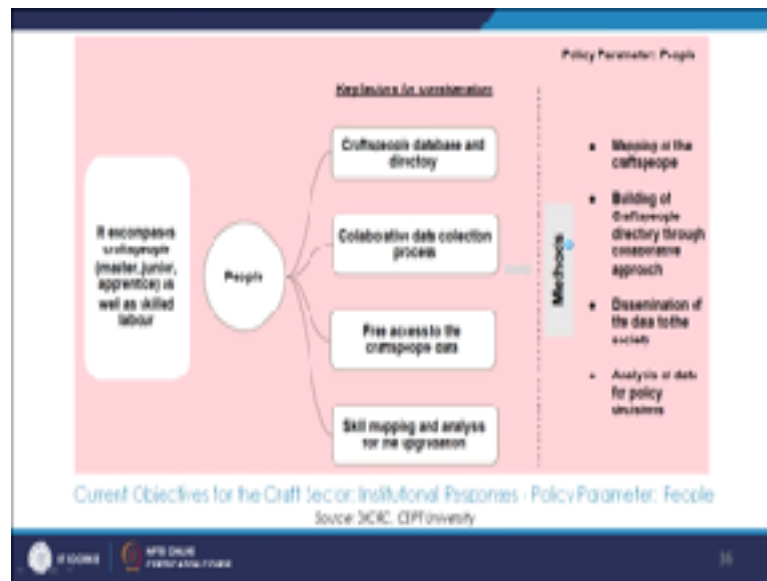 Policy Parameter: People
Key factors for consideration
Craftspeople database and
directory
It encompasses
craftspeople
(master, junior,
apprentice) as
well as skilled
labour
People
Collaborative data collection
process
Free access to the
craftspeople data
Skill mapping and analysis
for the upgradation
Methods
Mapping of the
craftspeople
Building of
Craftspeople
directory through
collaborative
approach
Dissemination of
the data to the
society
Analysis of data
for policy
decisions
Current Objectives for the Craft Sector: Institutional Responses - Policy Parameter: People
Source: CEPT University
IIT ROORKEE
NPTEL ONLINE
CERTIFICATION COURSE